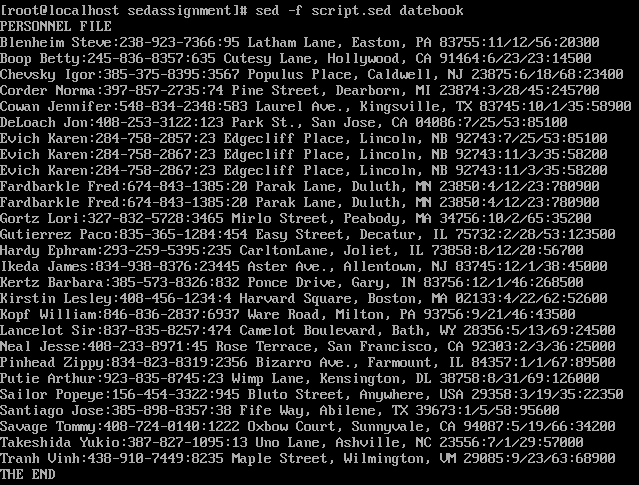 [root@localhost sedassignment]# sed -f script.sed datebook
PERSONNEL FILE
Blenheim Steve:238-923-7366:95 Latham Lane, Easton, PA 83755:11/12/56:20300
Boop Betty:245-836-8357:635 Cutesy Lane, Hollywood, CA 91464:6/23/23:14500
Chevsky Igor:385-375-8395:3567 Populus Place, Caldwell, NJ 23875:6/18/68:23400
Corder Norma:397-857-2735:74 Pine Street, Dearborn, MI 23874:3/28/45:245700
Cowan Jennifer:548-834-2348:583 Laurel Ave., Kingsville, TX 83745:10/1/35:58900
DeLoach Jon:408-253-3122:123 Park St., San Jose, CA 04086:7/25/53:85100
Evich Karen:284-758-2857:23 Edgecliff Place, Lincoln, NB 92743:7/25/53:85100
Evich Karen:284-758-2867:23 Edgecliff Place, Lincoln, NB 92743:11/3/35:58200
Evich Karen:284-758-2867:23 Edgecliff Place, Lincoln, NB 92743:11/3/35:58200
Fardbarkle Fred:674-843-1385:20 Parak Lane, Duluth, MN 23850:4/12/23:780900
Fardbarkle Fred:674-843-1385:20 Parak Lane, Duluth, MN 23850:4/12/23:780900
Gortz Lori:327-832-5728:3465 Mirlo Street, Peabody, MA 34756:10/2/65:35200
Gutierrez Paco:835-365-1284:454 Easy Street, Decatur, IL 75732:2/28/53:123500
Hardy Ephram:293-259-5395:235 CarltonLane, Joliet, IL 73858:8/12/20:56700
Ikeda James:834-938-8376:23445 Aster Ave., Allentown, NJ 83745:12/1/38:45000
Kertz Barbara:385-573-8326:832 Ponce Drive, Gary, IN 83756:12/1/46:268500
Kirstin Lesley:408-456-1234:4 Harvard Square, Boston, MA 02133:4/22/62:52600
Kopf William:846-836-2837:6937 Ware Road, Milton, PA 93756:9/21/46:43500
Lancelot Sir:837-835-8257:474 Camelot Boulevard, Bath, WY 28356:5/13/69:24500
Neal Jesse:408-233-8971:45 Rose Terrace, San Francisco, CA 92303:2/3/36:25000
Pinhead Zippy:834-823-8319:2356 Bizarro Ave., Farmount, IL 84357:1/1/67:89500
Putie Arthur:923-835-8745:23 Wimp Lane, Kensington, DL 38758:8/31/69:126000
Sailor Popeye:156-454-3322:945 Bluto Street, Anywhere, USA 29358:3/19/35:22350
Santiago Jose:385-898-8357:38 Fife Way, Abilene, TX 39673:1/5/58:95600
Savage Tommy:408-724-0140:1222 Oxbow Court, Sunnyvale, CA 94087:5/19/66:34200
Takeshida Yukio:387-827-1095:13 Uno Lane, Ashville, NC 23556:7/1/29:57000
Tranh Vinh:438-910-7449:8235 Maple Street, Wilmington, VM 29085:9/23/63:68900
THE END